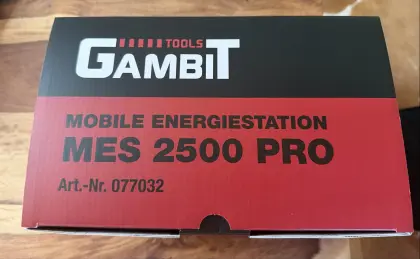 TOOLS
GAMBIT
MOBILE ENERGIESTATION
MES 2500 PRO
Art.-Nr. 077032